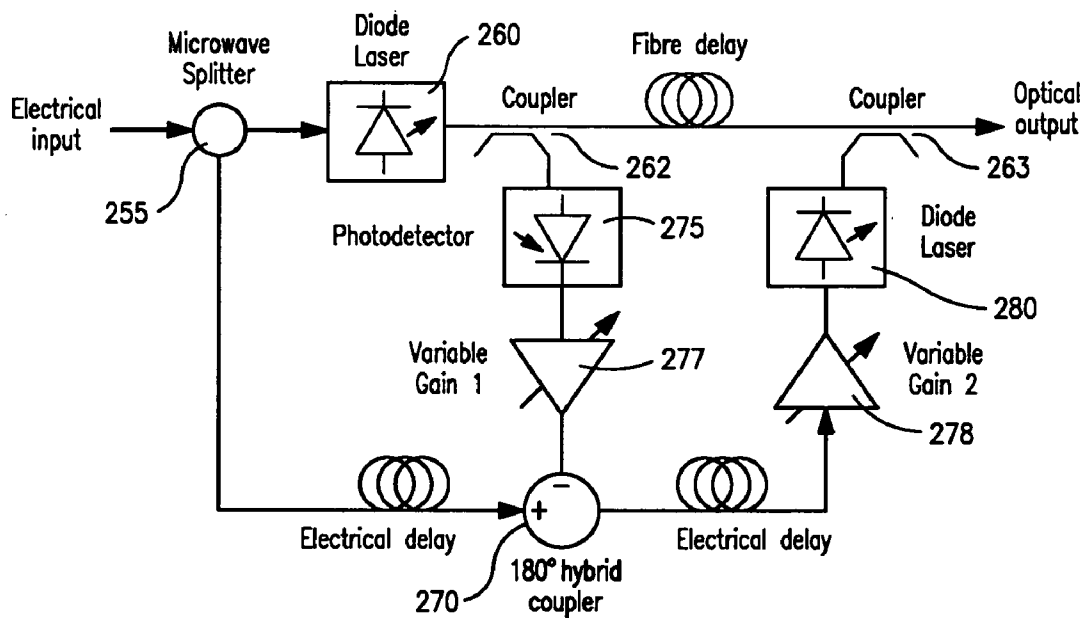 Microwave
Splitter
Diode
Laser
260
Fibre delay
Coupler
Coupler
Optical
output
Electrical
input
255
262
263
Photodetector
275
Diode
Laser
280
Variable
Gain 1
277
Variable
Gain 2
278
−
+
Electrical delay
Electrical delay
270
180° hybrid
coupler